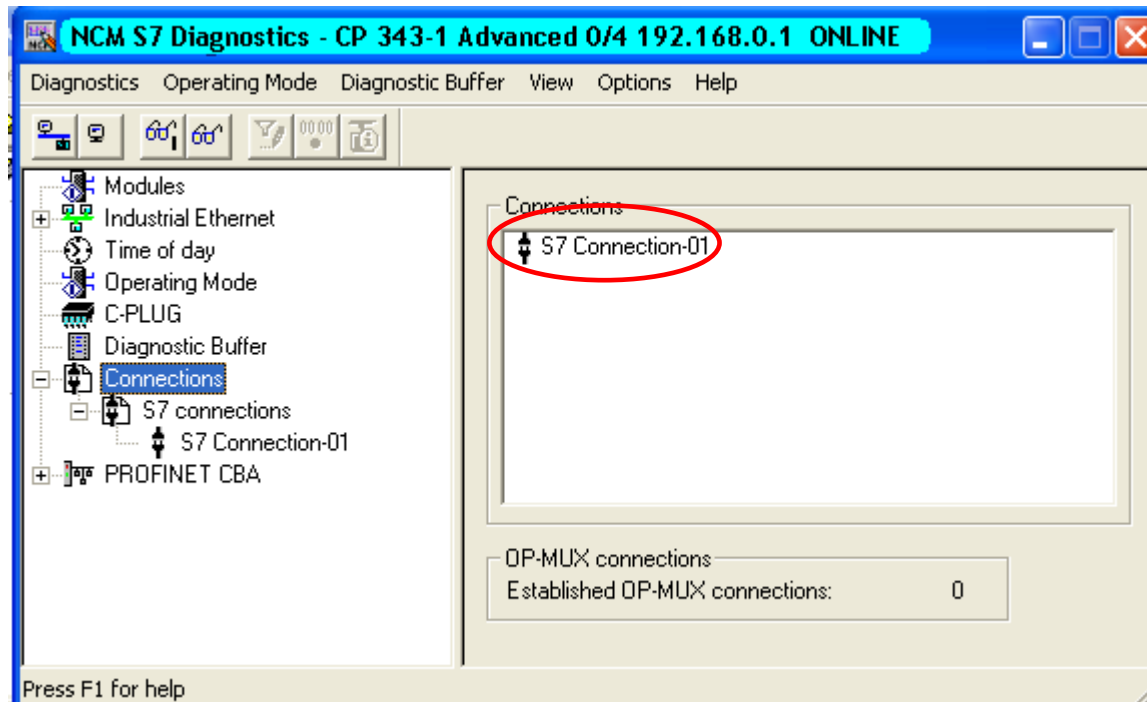 NCM S7 Diagnostics - CP 343-1 Advanced 0/4 192.168.0.1 ONLINE
Diagnostics Operating Mode Diagnostic Buffer View Options Help
Modules
Industrial Ethernet
Time of day
Operating Mode
C-PLUG
Diagnostic Buffer
Connections
S7 connections
S7 Connection-01
PROFINET CBA
Connections
S7 Connection-01
OP-MUX connections
Established OP-MUX connections: 0
Press F1 for help